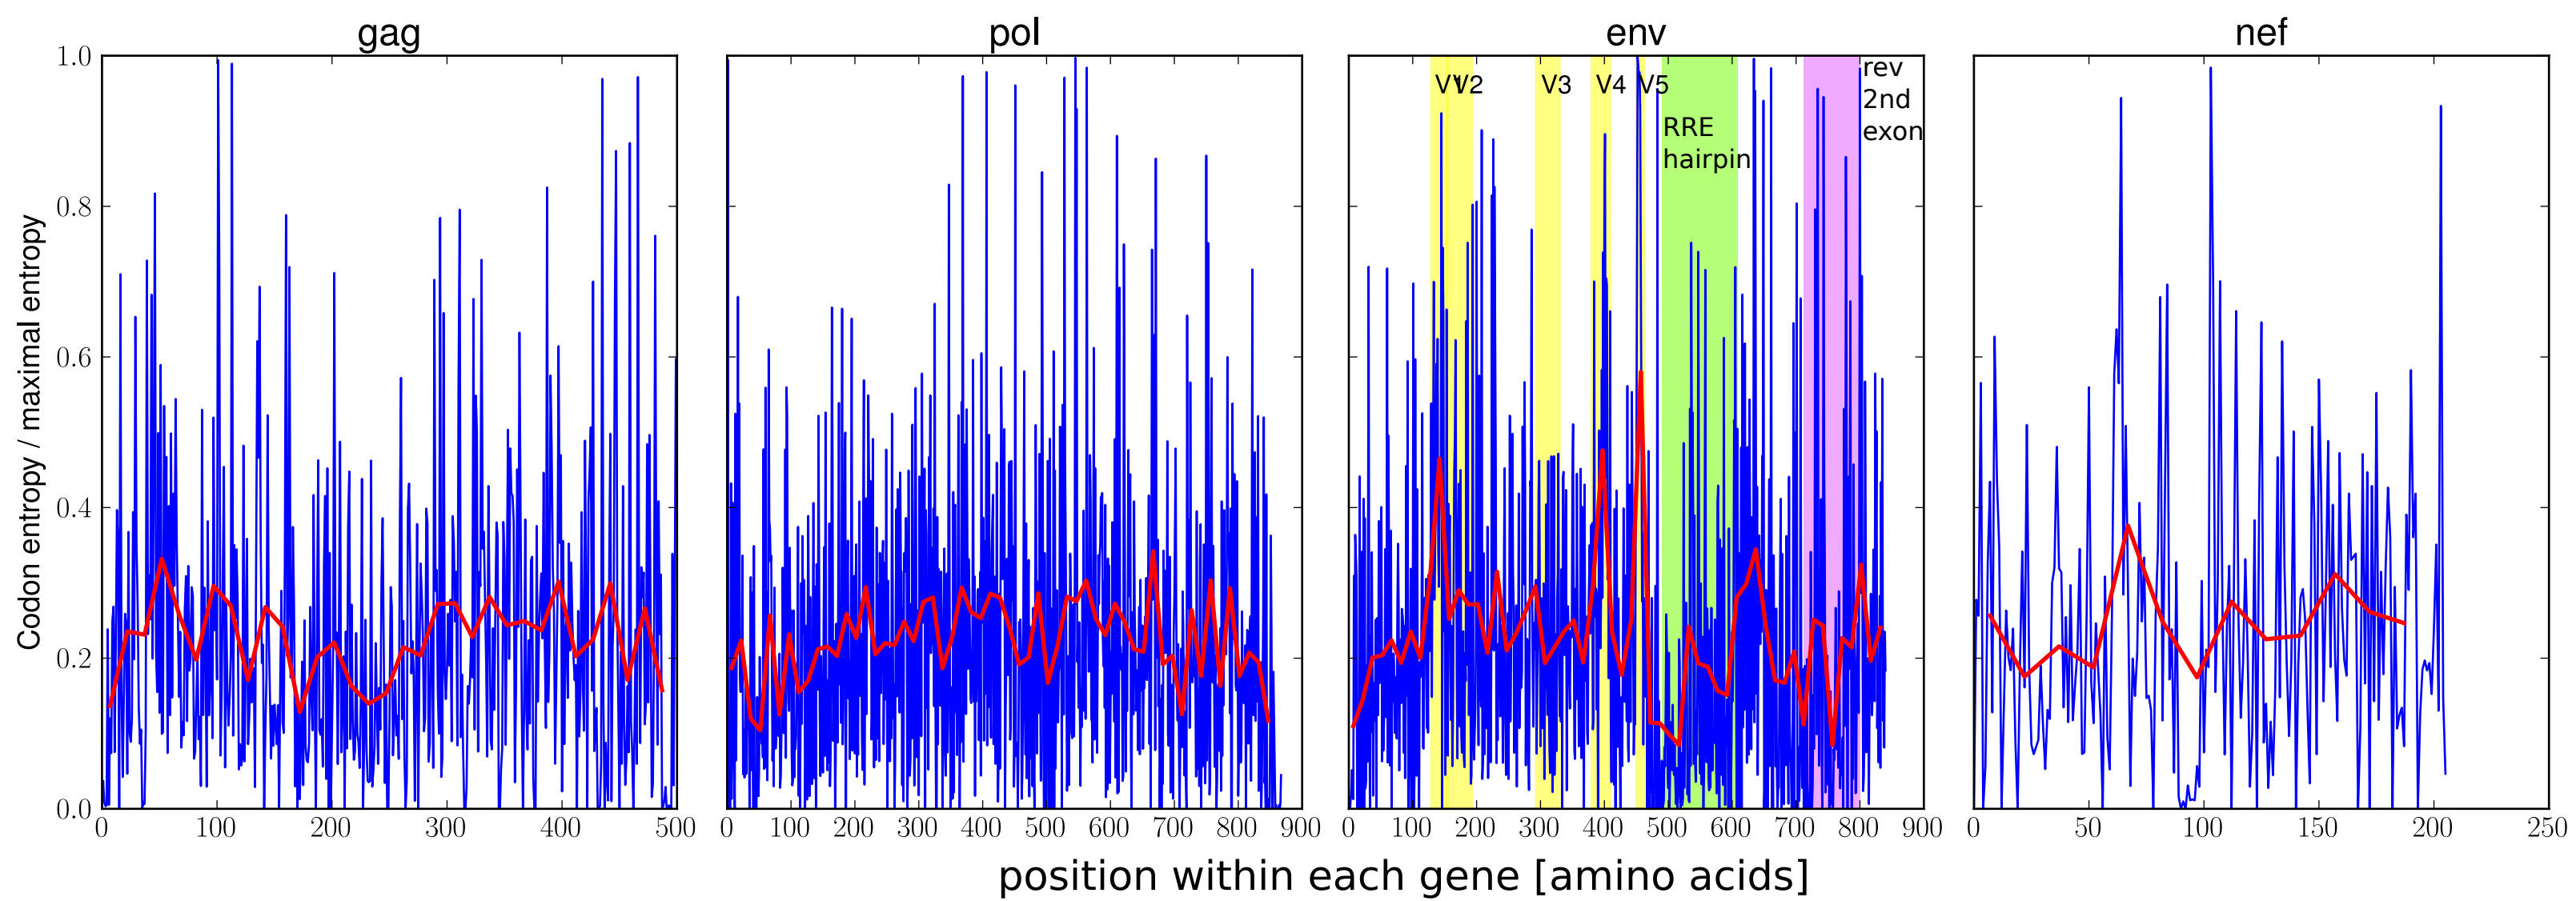 gag
pol
env
nef
Codon entropy / maximal entropy
1.0
0.8
0.6
0.4
0.2
0.0
V1 V2 V3 V4 V5
RRE
hairpin
rev
2nd
exon
0 100 200 300 400 500
0 100 200 300 400 500 600 700 800 900
0 100 200 300 400 500 600 700 800 900
0 50 100 150 200 250
position within each gene [amino acids]